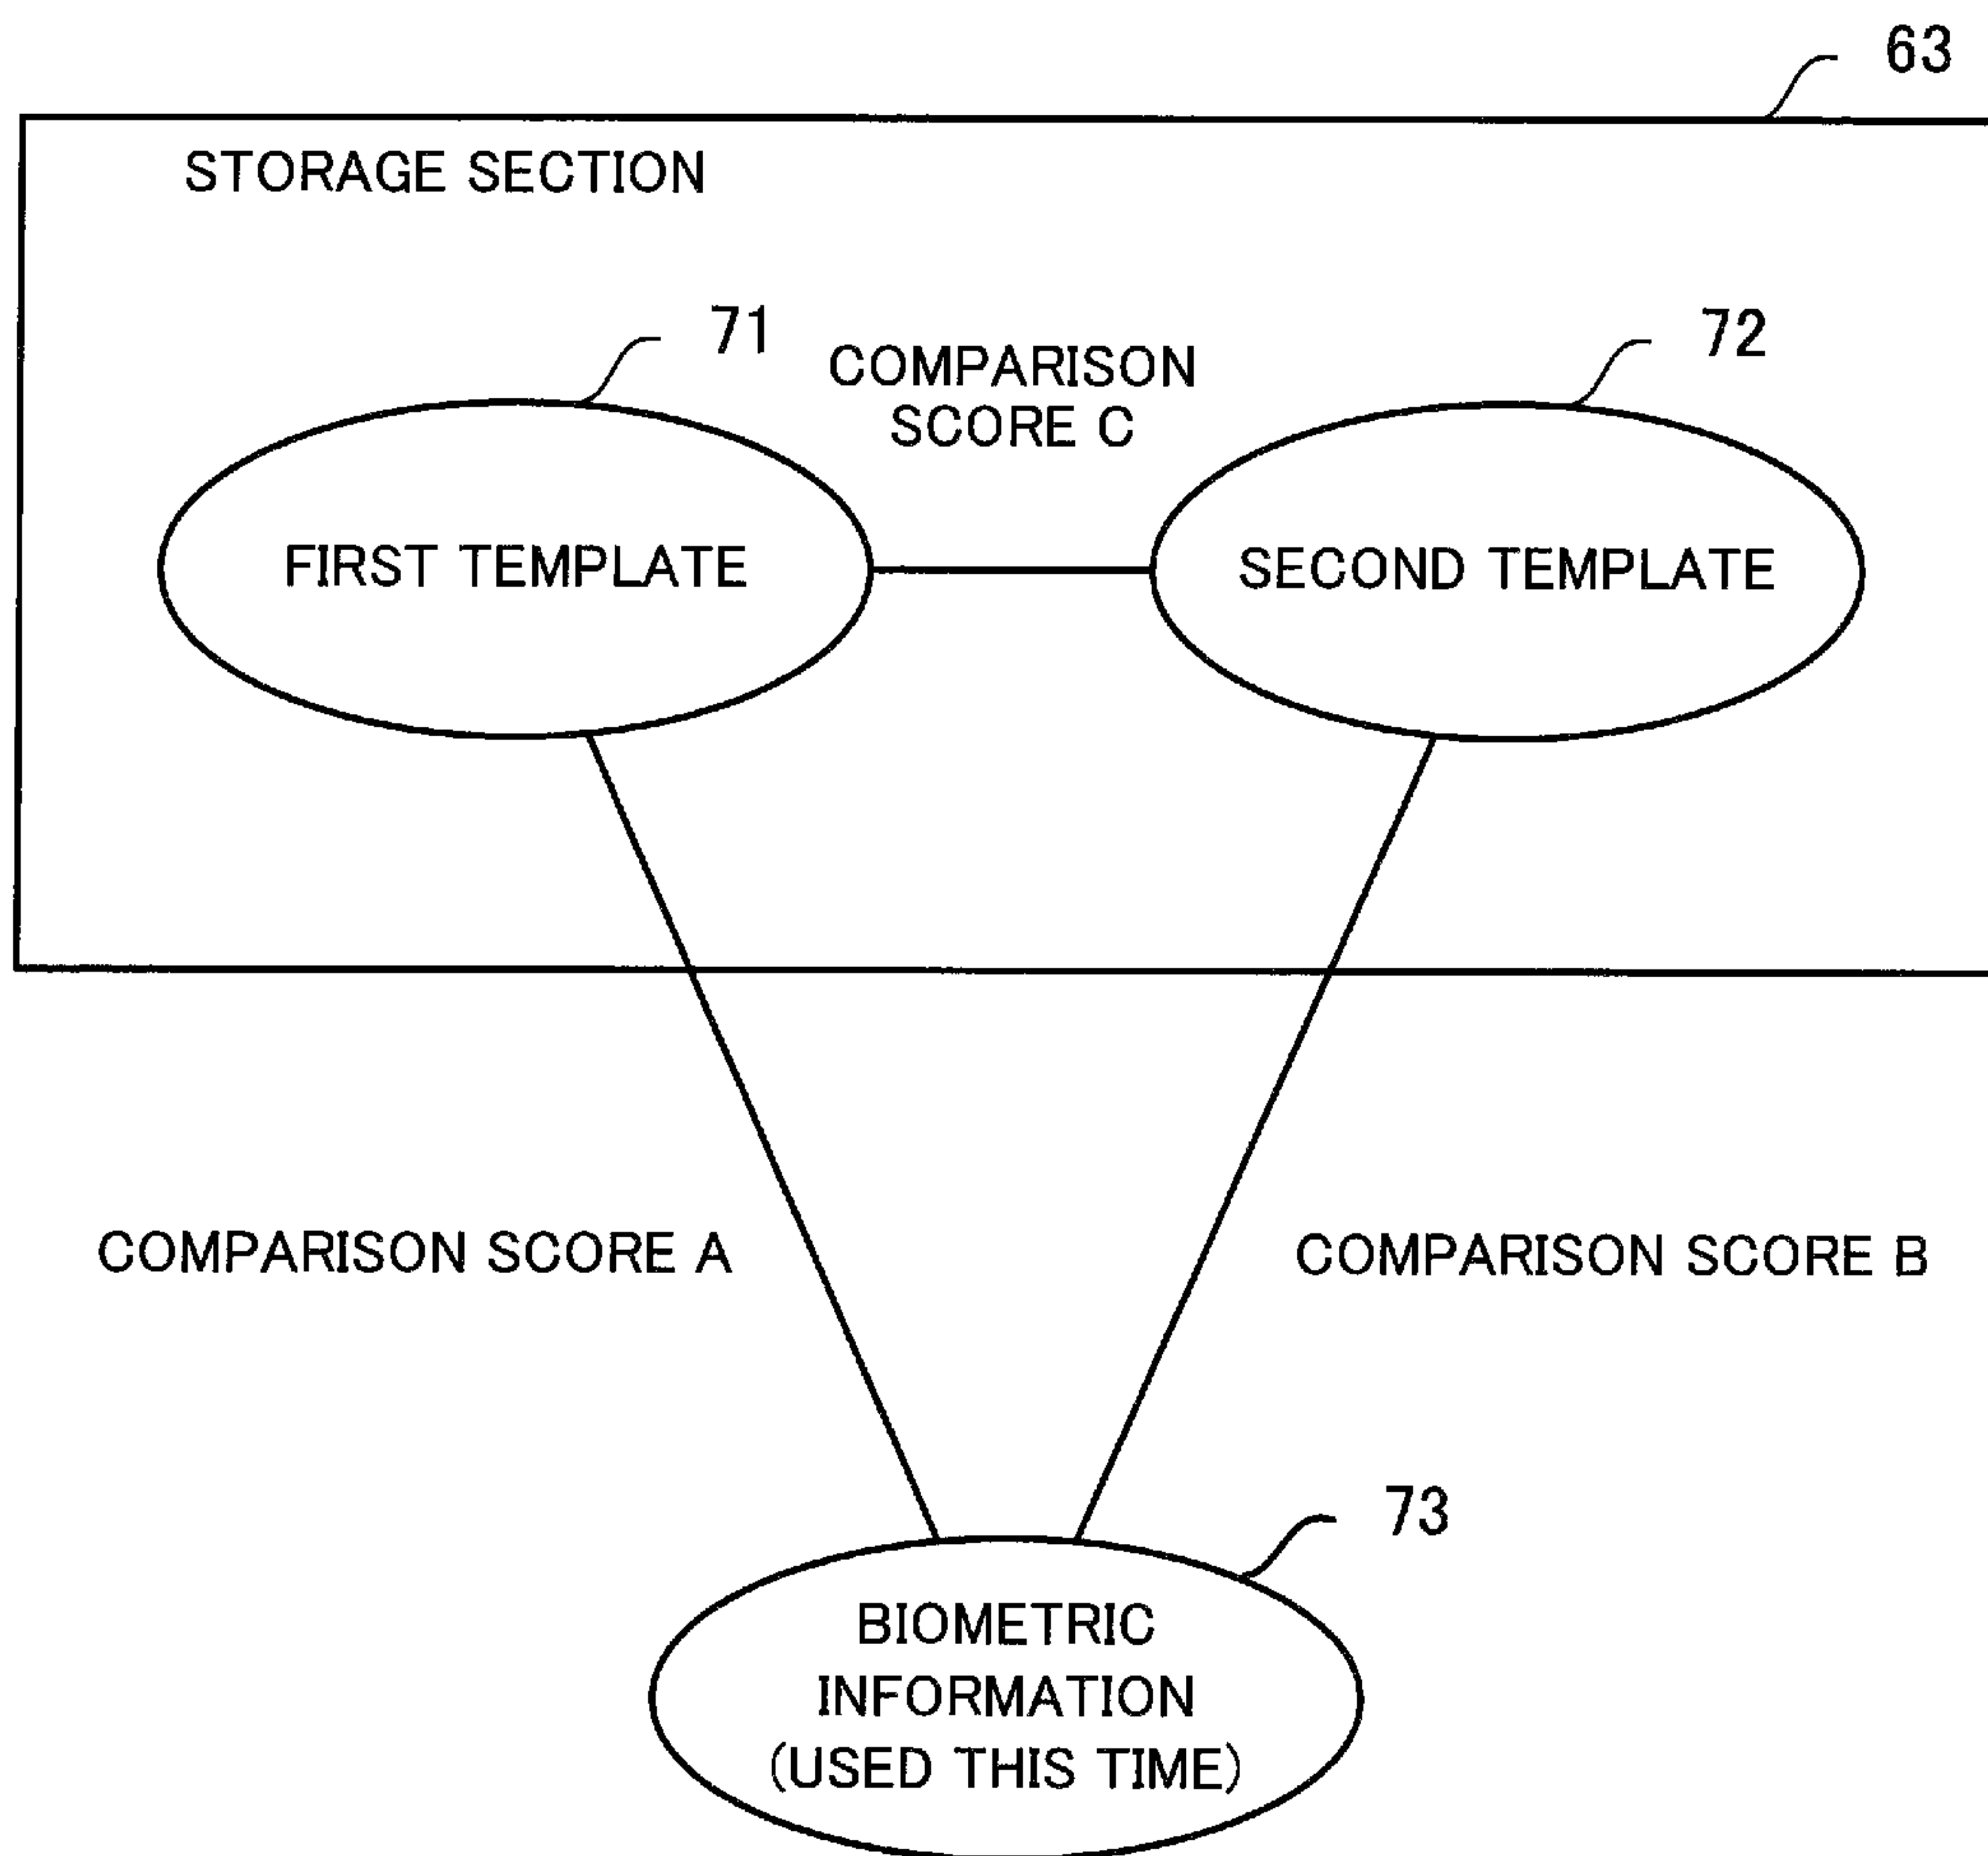 63
STORAGE SECTION
71
COMPARISON
SCORE C
72
FIRST TEMPLATE
SECOND TEMPLATE
COMPARISON SCORE A
COMPARISON SCORE B
73
BIOMETRIC
INFORMATION
(USED THIS TIME)